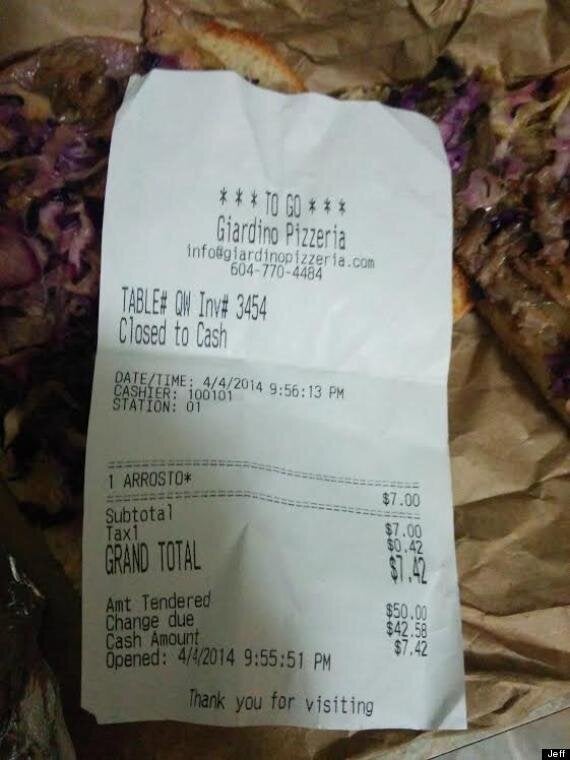 * * * TO GO * * *
Giardino Pizzeria
info@giardinopizzeria.com
604-770-4484
TABLE# QW Inv# 3454
Closed to Cash
DATE/TIME: 4/4/2014 9:56:13 PM
CASHIER: 100101
STATION: 01
1 ARROSTO* $7.00
Subtotal $7.00
Tax1 $0.42
GRAND TOTAL $7.42
Amt Tendered $50.00
Change due $42.58
Cash Amount $7.42
Opened: 4/4/2014 9:55:51 PM
Thank you for visiting
Jeff